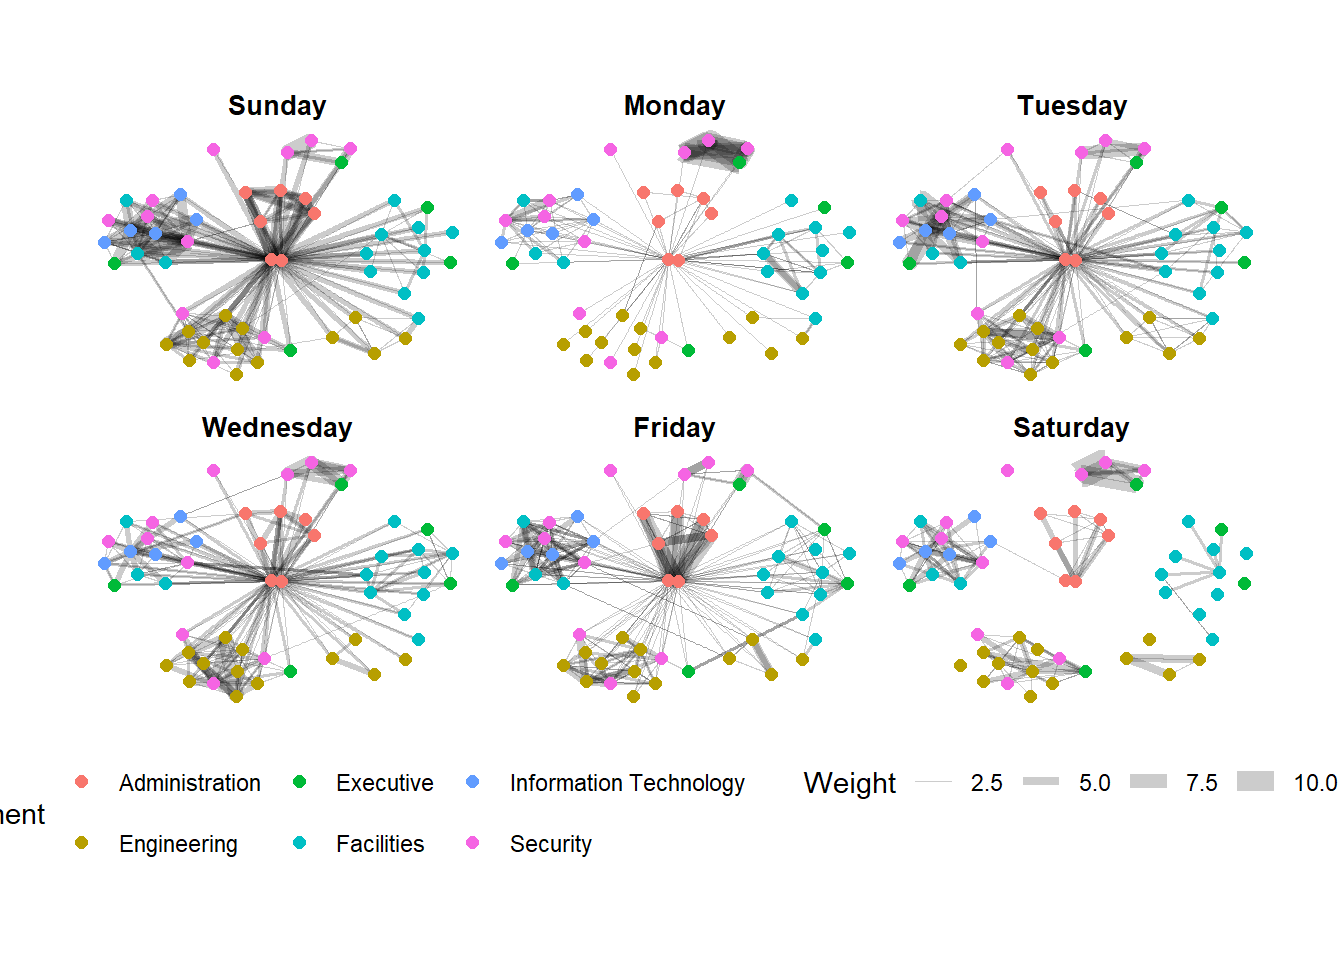 Sunday Monday Tuesday
Wednesday Friday Saturday
Administration Executive Information Technology Weight 2.5 5.0 7.5 10.0
Engineering Facilities Security